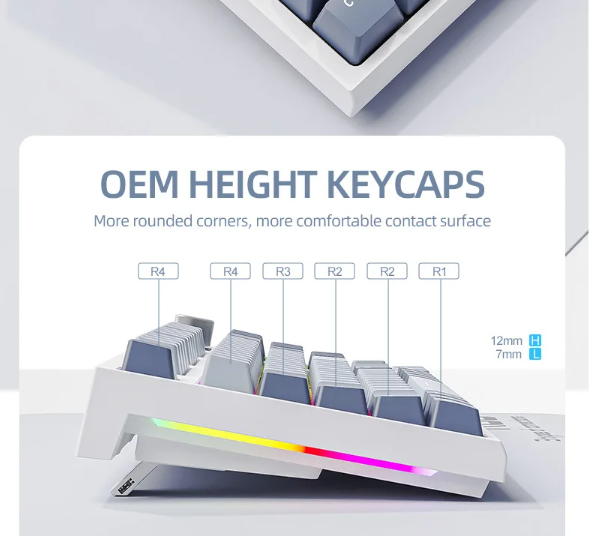 C
OEM HEIGHT KEYCAPS
More rounded corners, more comfortable contact surface
R4 R4 R3 R2 R2 R1
12mm H
7mm L